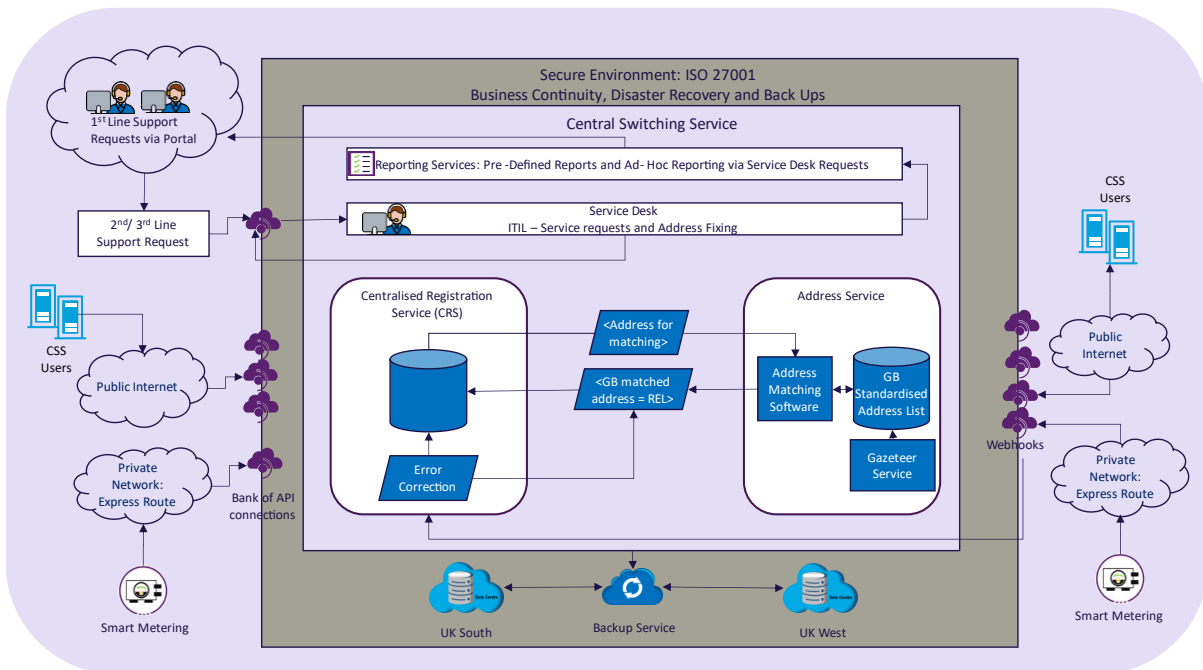 Secure Environment: ISO 27001
Business Continuity, Disaster Recovery and Back Ups
Central Switching Service
1st Line Support
Requests via Portal
Reporting Services: Pre -Defined Reports and Ad- Hoc Reporting via Service Desk Requests
2nd/ 3rd Line
Support Request
Service Desk
ITIL – Service requests and Address Fixing
CSS
Users
Centralised Registration
Service (CRS)
Address Service
<Address for
matching>
<GB matched
address = REL>
Address
Matching
Software
GB
Standardised
Address List
Gazeteer
Service
Error
Correction
CSS
Users
Public Internet
Public
Internet
Private
Network:
Express Route
Bank of API
connections
Webhooks
Private
Network:
Express Route
Smart Metering
Data Centre
UK South
Backup Service
Data Centre
UK West
Smart Metering